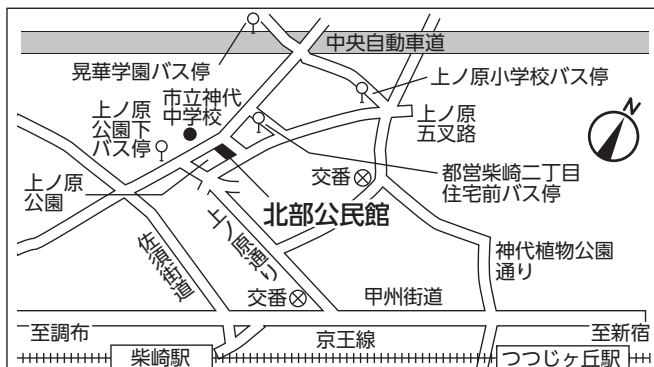 中央自動車道
晃華学園バス停
上ノ原小学校バス停
市立神代
中学校
上ノ原
公園下
バス停
上ノ原
五叉路
N
上ノ原
公園
交番
都営柴崎二丁目
住宅前バス停
北部公民館
上ノ原通り
佐須街道
神代植物公園
通り
交番
甲州街道
至調布
京王線
至新宿
柴崎駅
つつじヶ丘駅